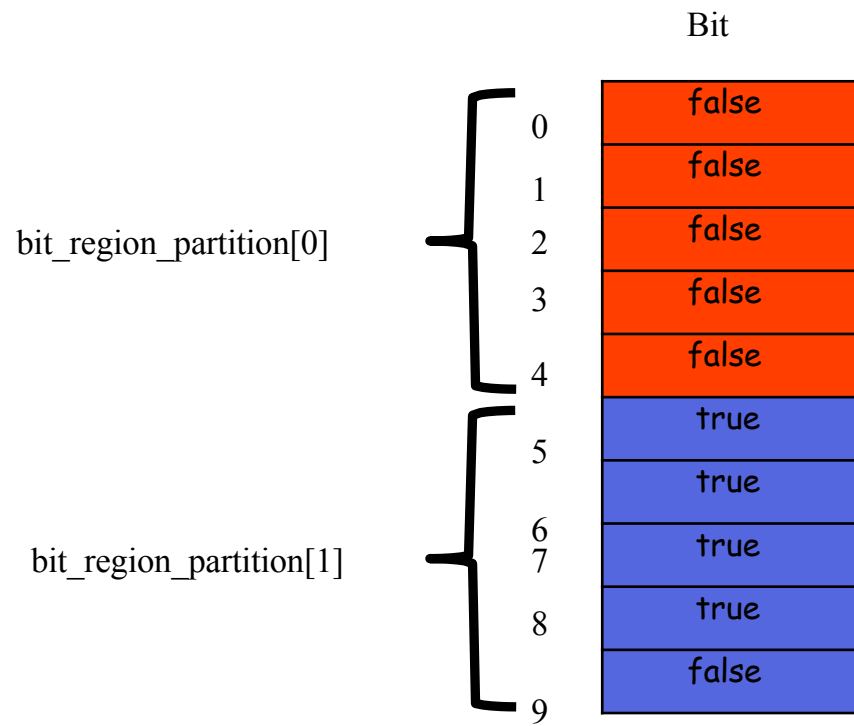 Bit
0 false
1 false
bit_region_partition[0]
2 false
3 false
4 false
5 true
6 true
bit_region_partition[1]
7 true
8 true
9 false